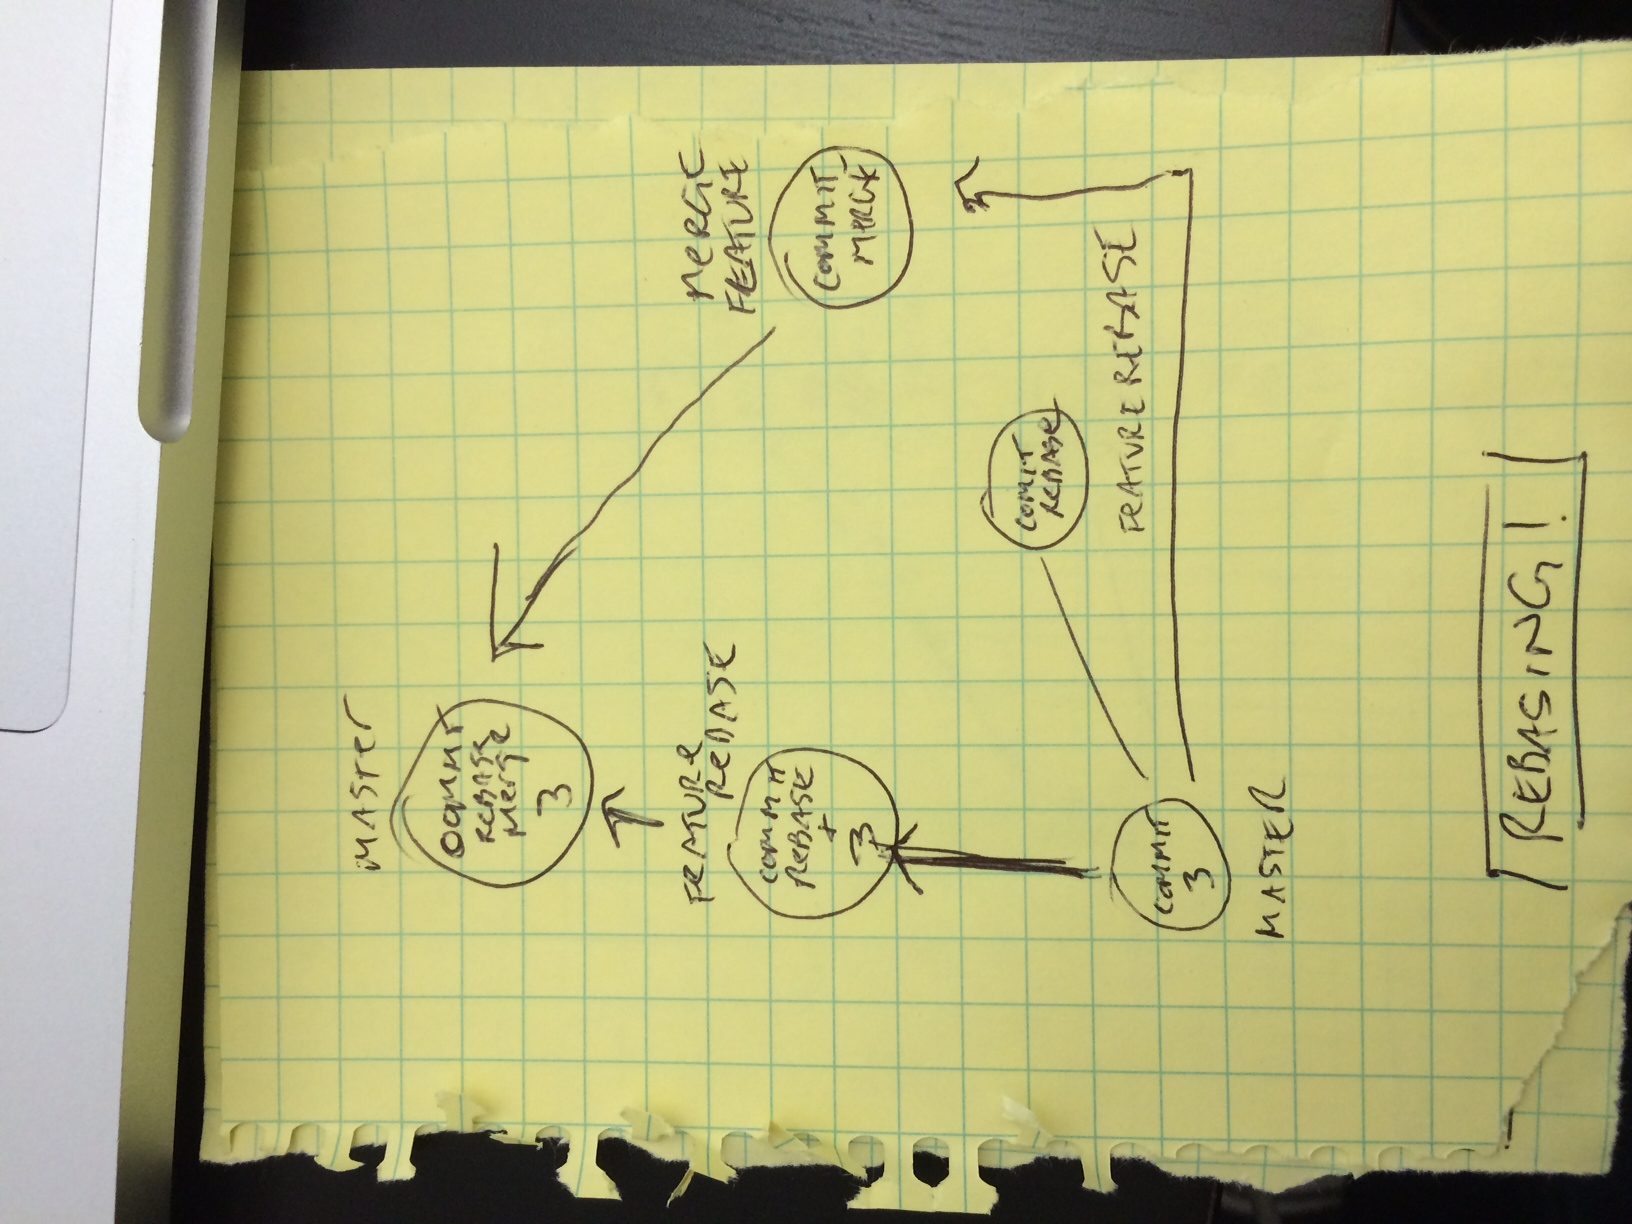 MASTER
COMMIT
REBASE
Merge
3
FEATURE
REBASE
COMMIT
REBASE
+
3
MERGE
FEATURE
COMMIT
MERGE
COMIT
REBASE
FEATURE REBASE
COMMIT
3
MASTER
REBASING!